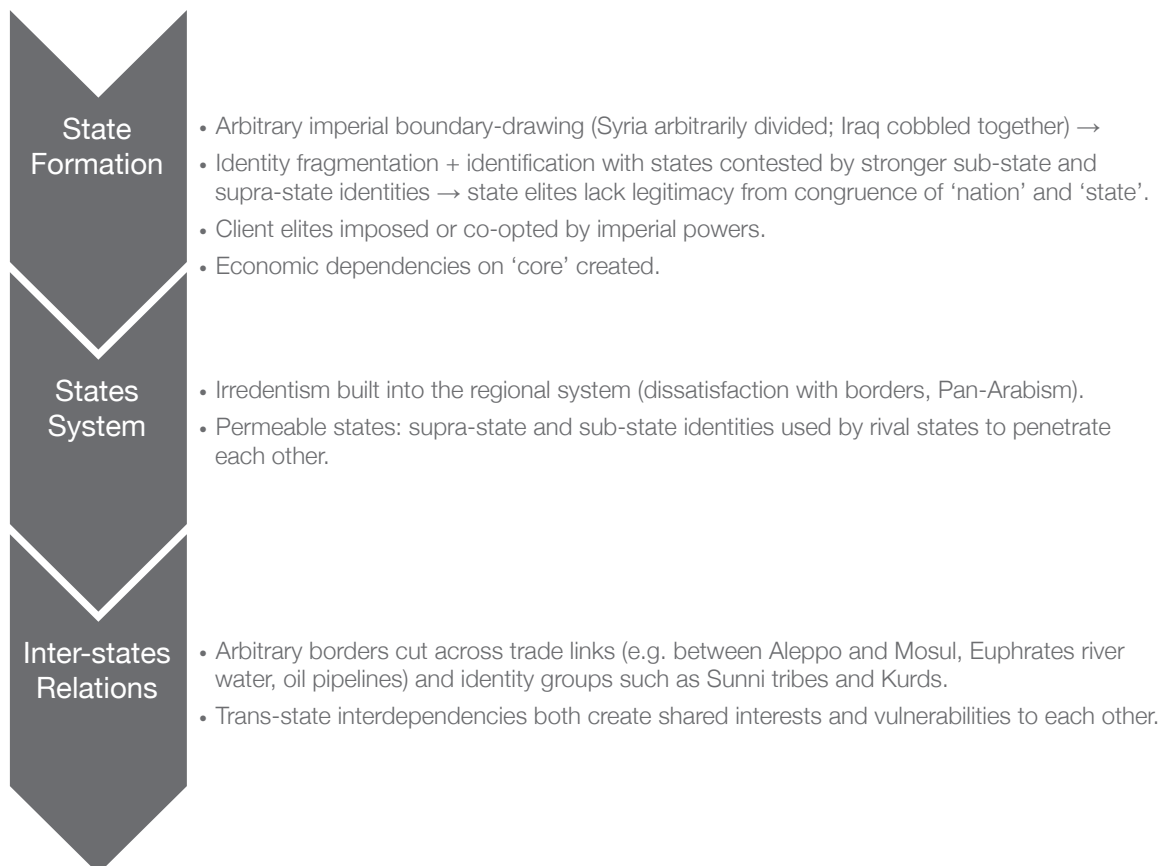 State
Formation
• Arbitrary imperial boundary-drawing (Syria arbitrarily divided; Iraq cobbled together) →
• Identity fragmentation + identification with states contested by stronger sub-state and
supra-state identities → state elites lack legitimacy from congruence of ‘nation’ and ‘state’.
• Client elites imposed or co-opted by imperial powers.
• Economic dependencies on ‘core’ created.
States
System
• Irredentism built into the regional system (dissatisfaction with borders, Pan-Arabism).
• Permeable states: supra-state and sub-state identities used by rival states to penetrate
each other.
Inter-states
Relations
• Arbitrary borders cut across trade links (e.g. between Aleppo and Mosul, Euphrates river
water, oil pipelines) and identity groups such as Sunni tribes and Kurds.
• Trans-state interdependencies both create shared interests and vulnerabilities to each other.